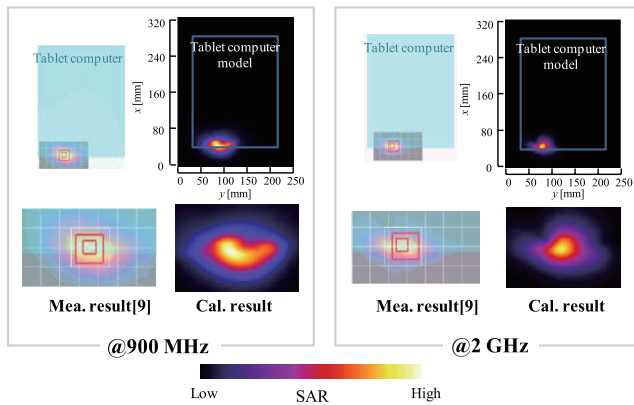 320
Tablet computer
Tablet computer
model
240
x [mm]
160
80
0
0 50 100 150 200 250
y [mm]
Mea. result[9]
Cal. result
@900 MHz
320
Tablet computer
Tablet computer
model
240
x [mm]
160
80
0
0 50 100 150 200 250
y [mm]
Mea. result[9]
Cal. result
@2 GHz
Low
SAR
High